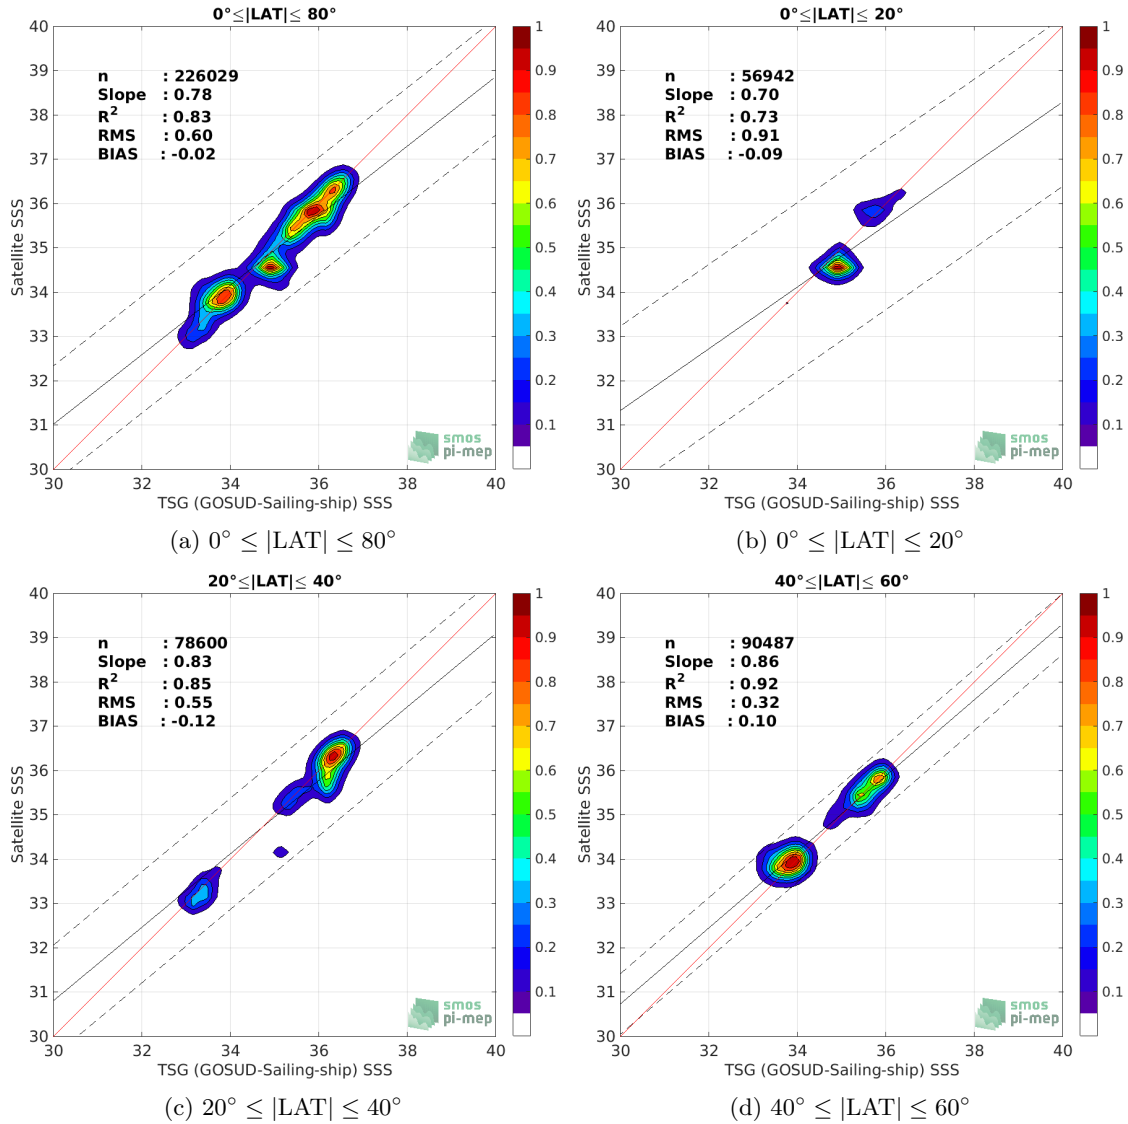 0°≤|LAT|≤ 80°
n : 226029
Slope : 0.78
R² : 0.83
RMS : 0.60
BIAS : -0.02
40
39
38
37
36
35
34
33
32
31
30
30 32 34 36 38 40
Satellite SSS
TSG (GOSUD-Sailing-ship) SSS
1
0.9
0.8
0.7
0.6
0.5
0.4
0.3
0.2
0.1
smos
pi-mep
(a) 0° ≤ |LAT| ≤ 80°
0°≤|LAT|≤ 20°
n : 56942
Slope : 0.70
R² : 0.73
RMS : 0.91
BIAS : -0.09
40
39
38
37
36
35
34
33
32
31
30
30 32 34 36 38 40
Satellite SSS
TSG (GOSUD-Sailing-ship) SSS
1
0.9
0.8
0.7
0.6
0.5
0.4
0.3
0.2
0.1
smos
pi-mep
(b) 0° ≤ |LAT| ≤ 20°
20°≤|LAT|≤ 40°
n : 78600
Slope : 0.83
R² : 0.85
RMS : 0.55
BIAS : -0.12
40
39
38
37
36
35
34
33
32
31
30
30 32 34 36 38 40
Satellite SSS
TSG (GOSUD-Sailing-ship) SSS
1
0.9
0.8
0.7
0.6
0.5
0.4
0.3
0.2
0.1
smos
pi-mep
(c) 20° ≤ |LAT| ≤ 40°
40°≤|LAT|≤ 60°
n : 90487
Slope : 0.86
R² : 0.92
RMS : 0.32
BIAS : 0.10
40
39
38
37
36
35
34
33
32
31
30
30 32 34 36 38 40
Satellite SSS
TSG (GOSUD-Sailing-ship) SSS
1
0.9
0.8
0.7
0.6
0.5
0.4
0.3
0.2
0.1
smos
pi-mep
(d) 40° ≤ |LAT| ≤ 60°